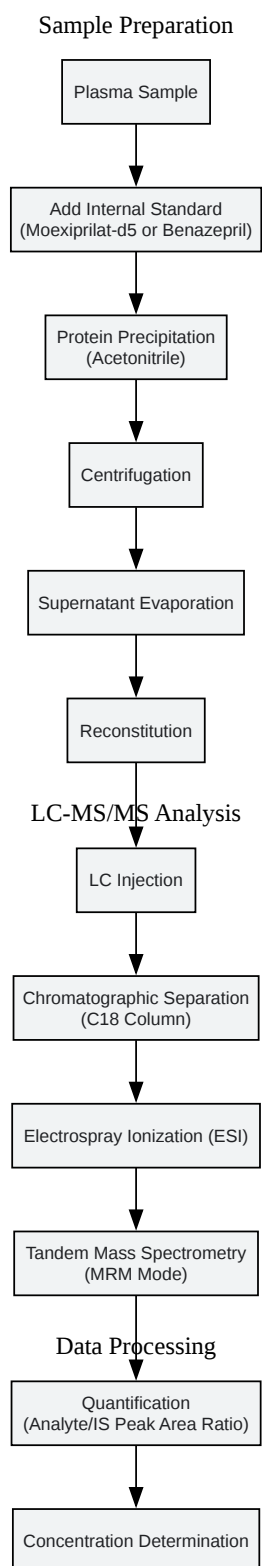 Sample Preparation
Plasma Sample
Add Internal Standard
(Moexiprilat-d5 or Benazepril)
Protein Precipitation
(Acetonitrile)
Centrifugation
Supernatant Evaporation
Reconstitution
LC-MS/MS Analysis
LC Injection
Chromatographic Separation
(C18 Column)
Electrospray Ionization (ESI)
Tandem Mass Spectrometry
(MRM Mode)
Data Processing
Quantification
(Analyte/IS Peak Area Ratio)
Concentration Determination